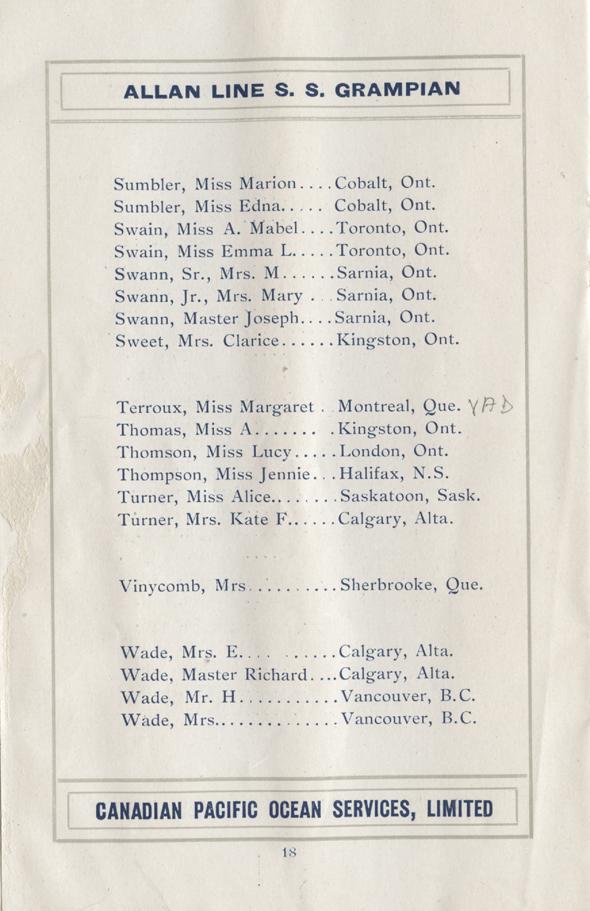 ALLAN LINE S. S. GRAMPIAN
Sumbler, Miss Marion....Cobalt, Ont.
Sumbler, Miss Edna..... Cobalt, Ont.
Swain, Miss A. Mabel....Toronto, Ont.
Swain, Miss Emma L.....Toronto, Ont.
Swann, Sr., Mrs. M......Sarnia, Ont.
Swann, Jr., Mrs. Mary . . Sarnia, Ont.
Swann, Master Joseph....Sarnia, Ont.
Sweet, Mrs. Clarice......Kingston, Ont.
Terroux, Miss Margaret . Montreal, Que. YAD
Thomas, Miss A....... .Kingston, Ont.
Thomson, Miss Lucy.....London, Ont.
Thompson, Miss Jennie...Halifax, N.S.
Turner, Miss Alice........Saskatoon, Sask.
Turner, Mrs. Kate F......Calgary, Alta.
Vinycomb, Mrs..........Sherbrooke, Que.
Wade, Mrs. E.. . ......Calgary, Alta.
Wade, Master Richard....Calgary, Alta.
Wade, Mr. H...........Vancouver, B.C.
Wade, Mrs..............Vancouver, B.C.
CANADIAN PACIFIC OCEAN SERVICES, LIMITED
18